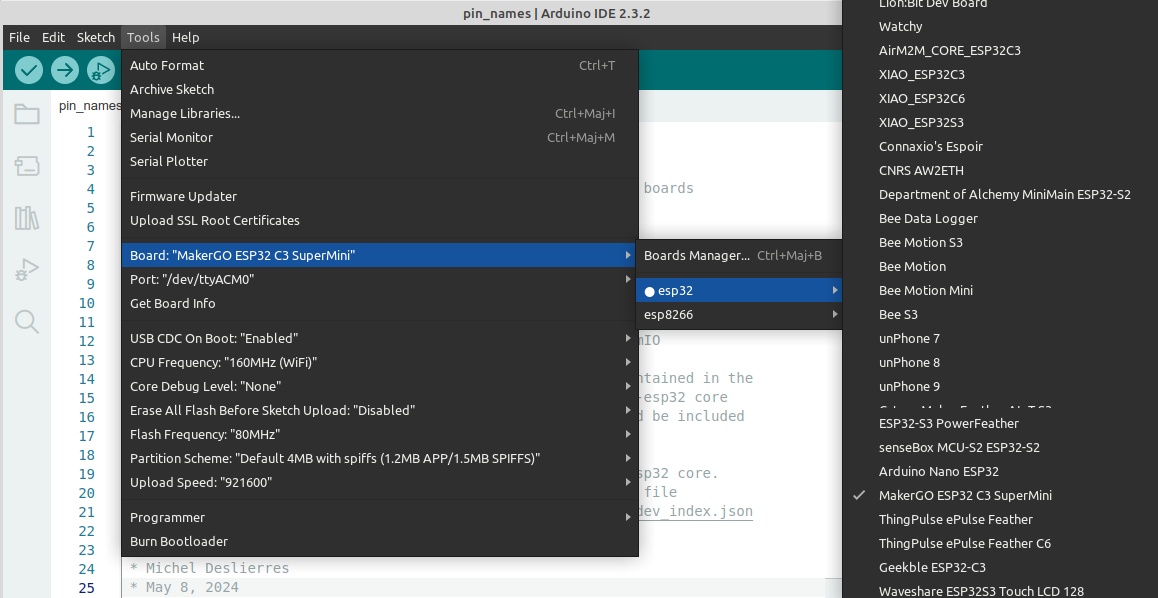 pin_names | Arduino IDE 2.3.2
File Edit Sketch Tools Help
pin_names
1
2
3
4
5
6
7
8
9
10
11
12
13
14
15
16
17
18
19
20
21
22
23
24
25
Auto Format Ctrl+T
Archive Sketch
Manage Libraries... Ctrl+Maj+I
Serial Monitor Ctrl+Maj+M
Serial Plotter
Firmware Updater
Upload SSL Root Certificates
Board: "MakerGO ESP32 C3 SuperMini"
Port: "/dev/ttyACM0"
Get Board Info
USB CDC On Boot: "Enabled"
CPU Frequency: "160MHz (WiFi)"
Core Debug Level: "None"
Erase All Flash Before Sketch Upload: "Disabled"
Flash Frequency: "80MHz"
Partition Scheme: "Default 4MB with spiffs (1.2MB APP/1.5MB SPIFFS)"
Upload Speed: "921600"
Programmer
Burn Bootloader
boards
mIO
ntained in the
-esp32 core
d be included
sp32 core.
file
dev_index.json
* Michel Deslierres
* May 8, 2024
Boards Manager... Ctrl+Maj+B
esp32
esp8266
Lion:Bit Dev Board
Watchy
AirM2M_CORE_ESP32C3
XIAO_ESP32C3
XIAO_ESP32C6
XIAO_ESP32S3
Connaxio's Espoir
CNRS AW2ETH
Department of Alchemy MiniMain ESP32-S2
Bee Data Logger
Bee Motion S3
Bee Motion
Bee Motion Mini
Bee S3
unPhone 7
unPhone 8
unPhone 9
ESP32-S3 PowerFeather
senseBox MCU-S2 ESP32-S2
Arduino Nano ESP32
MakerGO ESP32 C3 SuperMini
ThingPulse ePulse Feather
ThingPulse ePulse Feather C6
Geekble ESP32-C3
Waveshare ESP32S3 Touch LCD 128